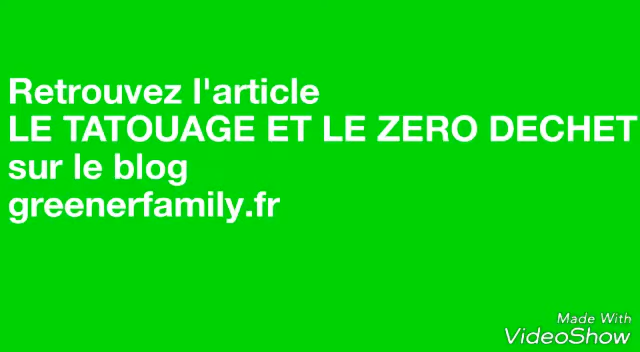 Retrouvez l'article
LE TATOUAGE ET LE ZERO DECHET
sur le blog
greenerfamily.fr
Made With
VideoShow